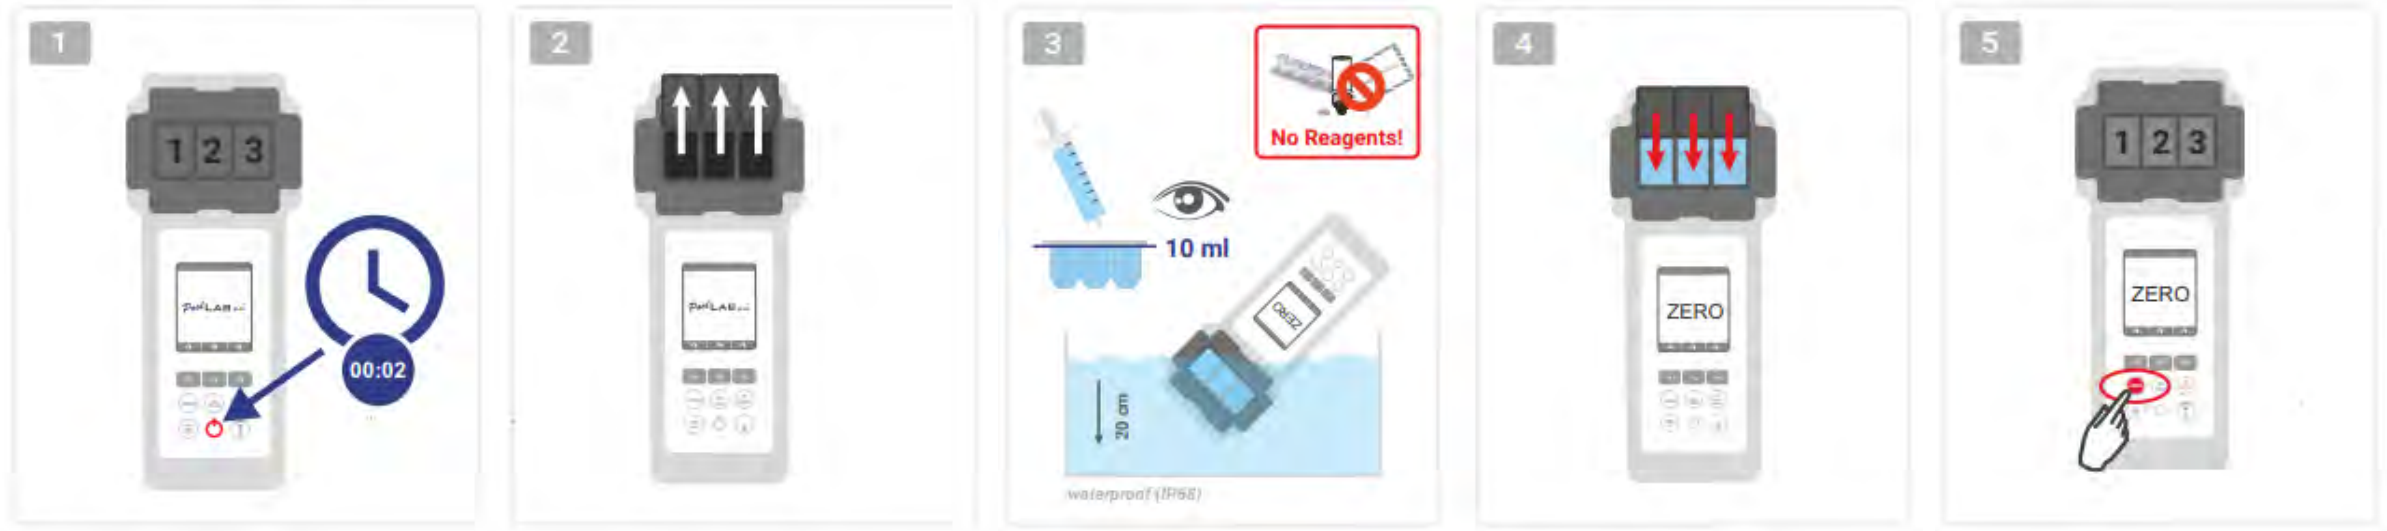 1
1 2 3
PoolLAB
00:02
2
PoolLAB
3
No Reagents!
10 ml
ZERO
20 cm
waterproof (IP68)
4
ZERO
5
1 2 3
ZERO